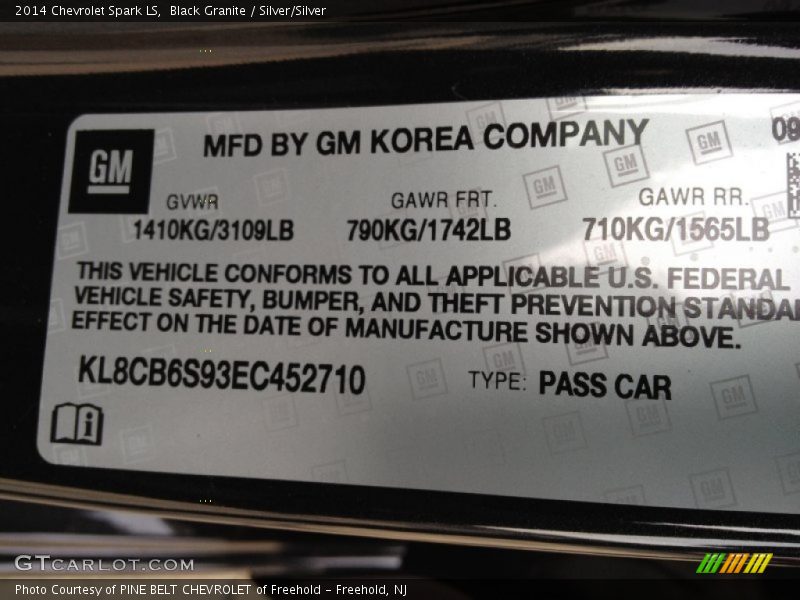 2014 Chevrolet Spark LS,  Black Granite / Silver/Silver
GM MFD BY GM KOREA COMPANY 09
GVWR GAWR FRT. GAWR RR.
1410KG/3109LB 790KG/1742LB 710KG/1565LB
THIS VEHICLE CONFORMS TO ALL APPLICABLE U.S. FEDERAL
VEHICLE SAFETY, BUMPER, AND THEFT PREVENTION STANDAR
EFFECT ON THE DATE OF MANUFACTURE SHOWN ABOVE.
KL8CB6S93EC452710 TYPE: PASS CAR
GTCARLOT.COM
Photo Courtesy of PINE BELT CHEVROLET of Freehold - Freehold, NJ